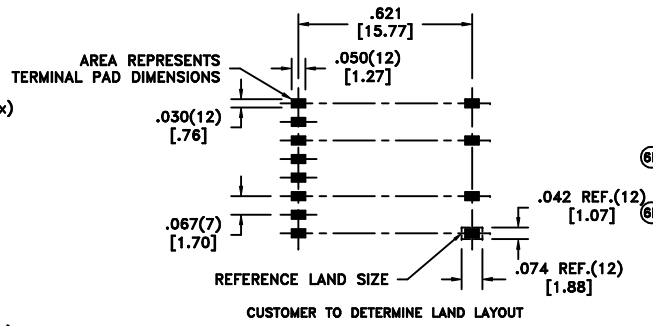 .621
[15.77]
AREA REPRESENTS
TERMINAL PAD DIMENSIONS
.050(12)
[1.27]
x)
.030(12)
[.76]
.067(7)
[1.70]
.042 REF.(12)
[1.07]
REFERENCE LAND SIZE
.074 REF.(12)
[1.88]
CUSTOMER TO DETERMINE LAND LAYOUT